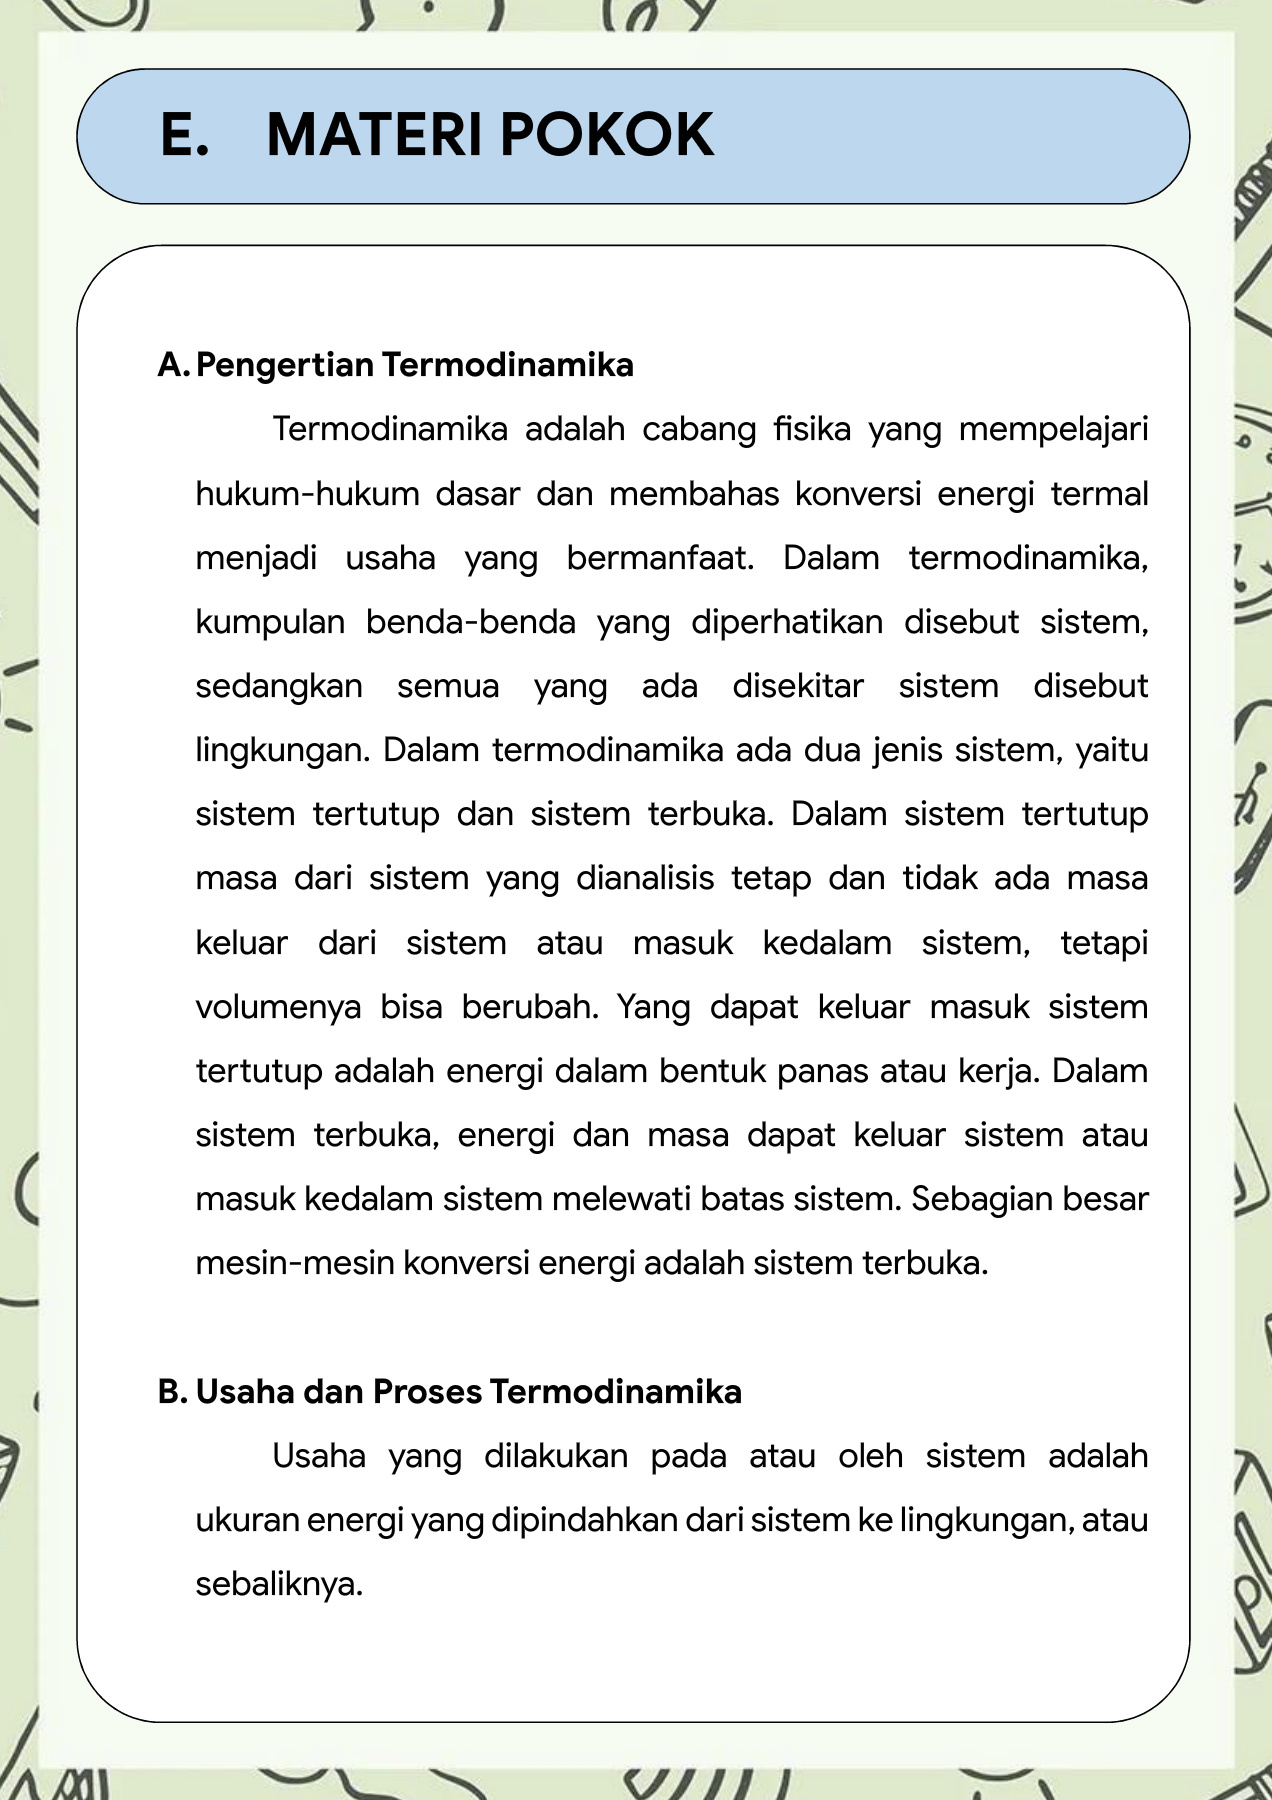 E. MATERI POKOK
A. Pengertian Termodinamika
Termodinamika adalah cabang fisika yang mempelajari
hukum-hukum dasar dan membahas konversi energi termal
menjadi usaha yang bermanfaat. Dalam termodinamika,
kumpulan benda-benda yang diperhatikan disebut sistem,
sedangkan semua yang ada disekitar sistem disebut
lingkungan. Dalam termodinamika ada dua jenis sistem, yaitu
sistem tertutup dan sistem terbuka. Dalam sistem tertutup
masa dari sistem yang dianalisis tetap dan tidak ada masa
keluar dari sistem atau masuk kedalam sistem, tetapi
volumenya bisa berubah. Yang dapat keluar masuk sistem
tertutup adalah energi dalam bentuk panas atau kerja. Dalam
sistem terbuka, energi dan masa dapat keluar sistem atau
masuk kedalam sistem melewati batas sistem. Sebagian besar
mesin-mesin konversi energi adalah sistem terbuka.
B. Usaha dan Proses Termodinamika
Usaha yang dilakukan pada atau oleh sistem adalah
ukuran energi yang dipindahkan dari sistem ke lingkungan, atau
sebaliknya.